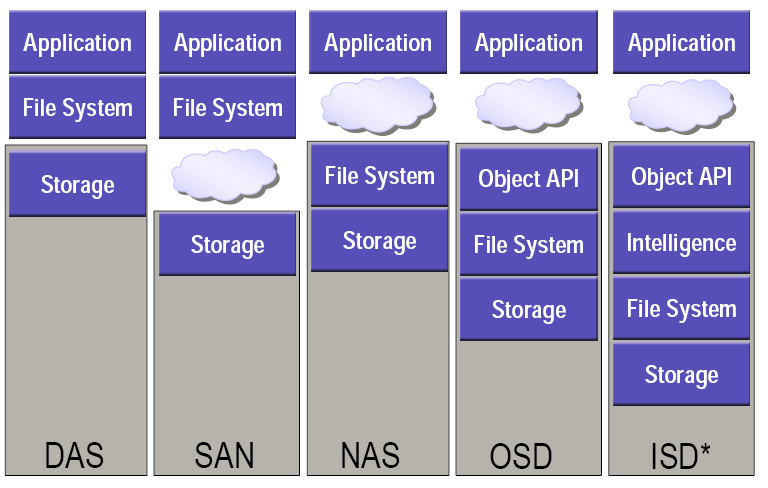 Application
File System
Storage
DAS
Application
File System
Storage
SAN
Application
File System
Storage
NAS
Application
Object API
File System
Storage
OSD
Application
Object API
Intelligence
File System
Storage
ISD*